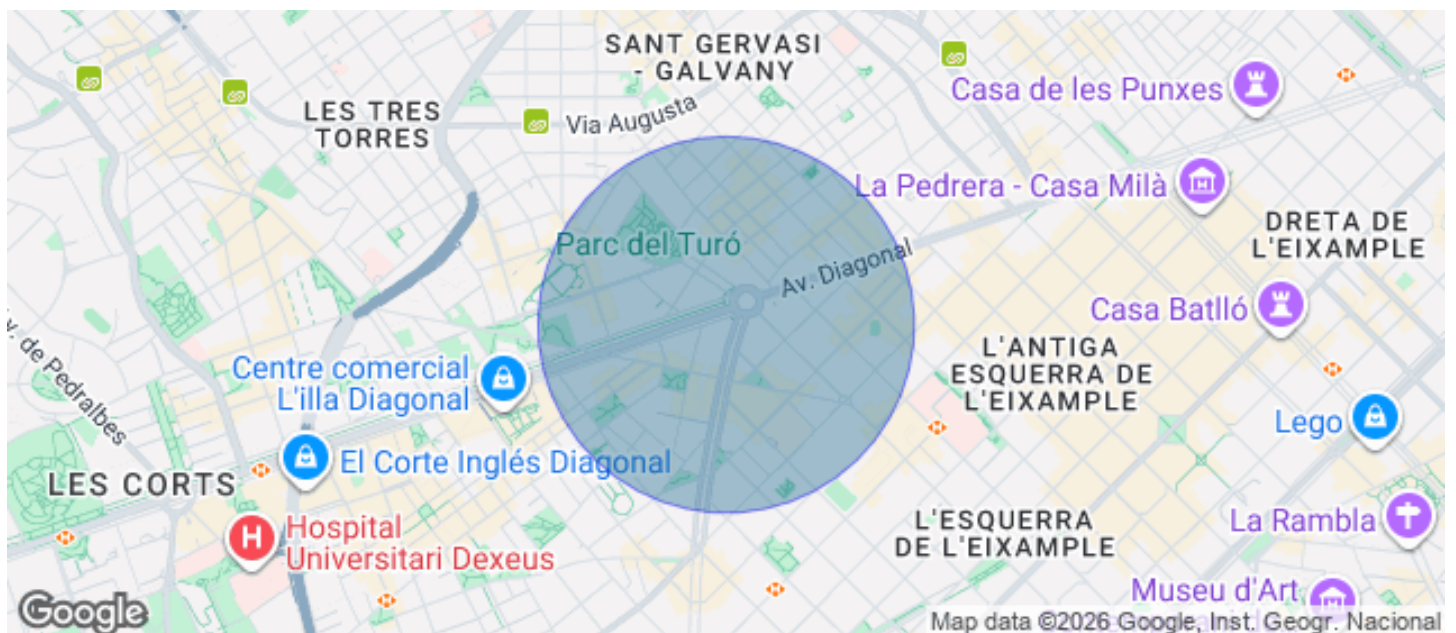 SANT GERVASI
- GALVANY
Casa de les Punxes
LES TRES
TORRES
Via Augusta
La Pedrera - Casa Milà
DRETA DE
L'EIXAMPLE
Parc del Turó
Av. Diagonal
Casa Batlló
v. de Pedralbes
L'ANTIGA
ESQUERRA DE
L'EIXAMPLE
Centre comercial
L'illa Diagonal
Lego
El Corte Inglés Diagonal
LES CORTS
H
Hospital
Universitari Dexeus
L'ESQUERRA
DE L'EIXAMPLE
La Rambla
Museu d'Art
Google
Map data ©2026 Google, Inst. Geogr. Nacional